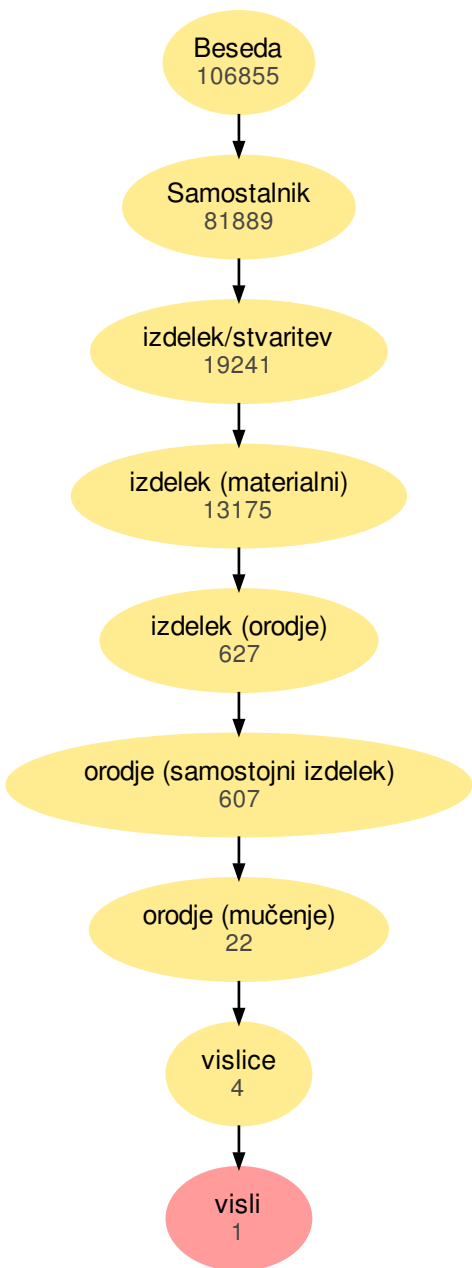 Beseda
106855
Samostalnik
81889
izdelek/stvaritev
19241
izdelek (materialni)
13175
izdelek (orodje)
627
orodje (samostojni izdelek)
607
orodje (mučenje)
22
vislice
4
visli
1